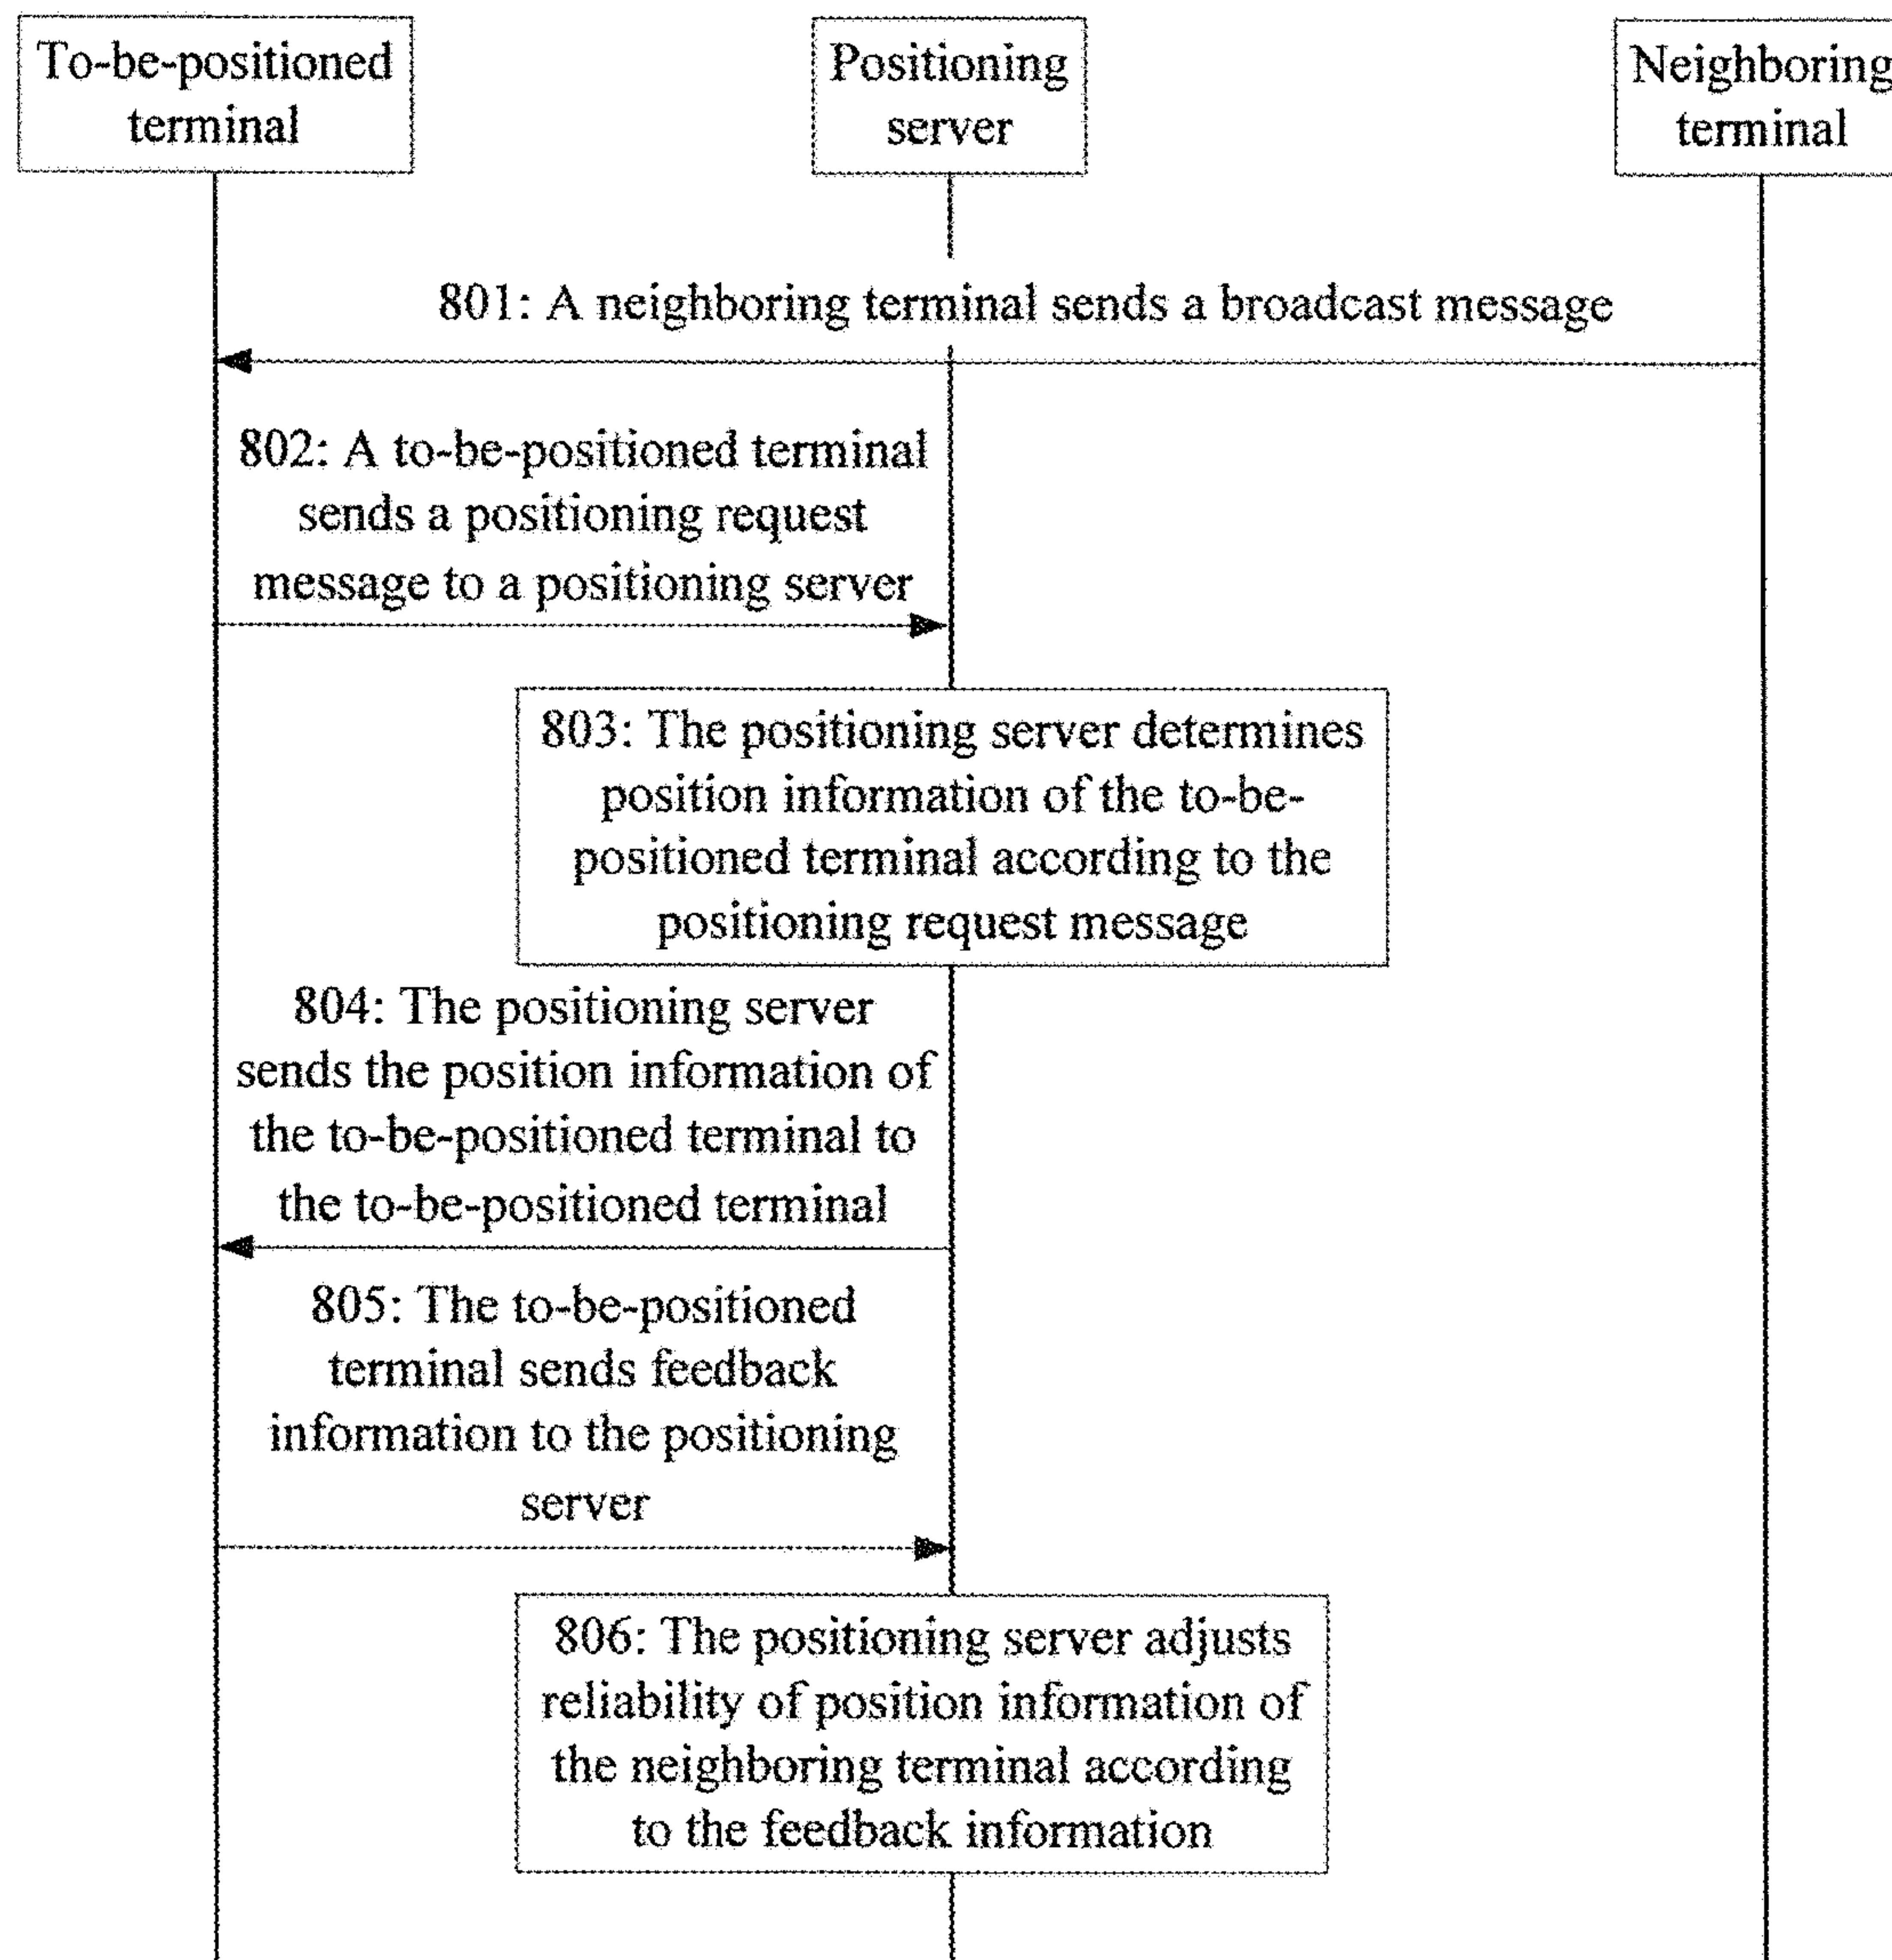 To-be-positioned
terminal
Positioning
server
Neighboring
terminal
801: A neighboring terminal sends a broadcast message
802: A to-be-positioned terminal
sends a positioning request
message to a positioning server
803: The positioning server determines
position information of the to-be-
positioned terminal according to the
positioning request message
804: The positioning server
sends the position information of
the to-be-positioned terminal to
the to-be-positioned terminal
805: The to-be-positioned
terminal sends feedback
information to the positioning
server
806: The positioning server adjusts
reliability of position information of
the neighboring terminal according
to the feedback information